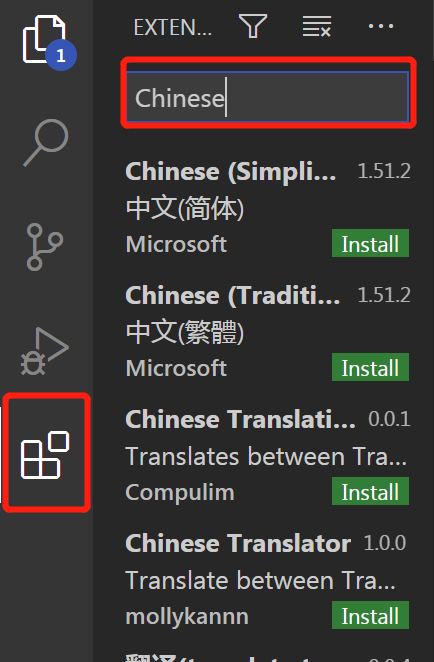 EXTEN...
1
Chinese
Chinese (Simpli... 1.51.2
中文(简体)
Microsoft Install
Chinese (Traditi... 1.51.2
中文(繁體)
Microsoft Install
Chinese Translati... 0.0.1
Translates between Tra...
Compulim Install
Chinese Translator 1.0.0
Translate between Tra...
mollykannn Install